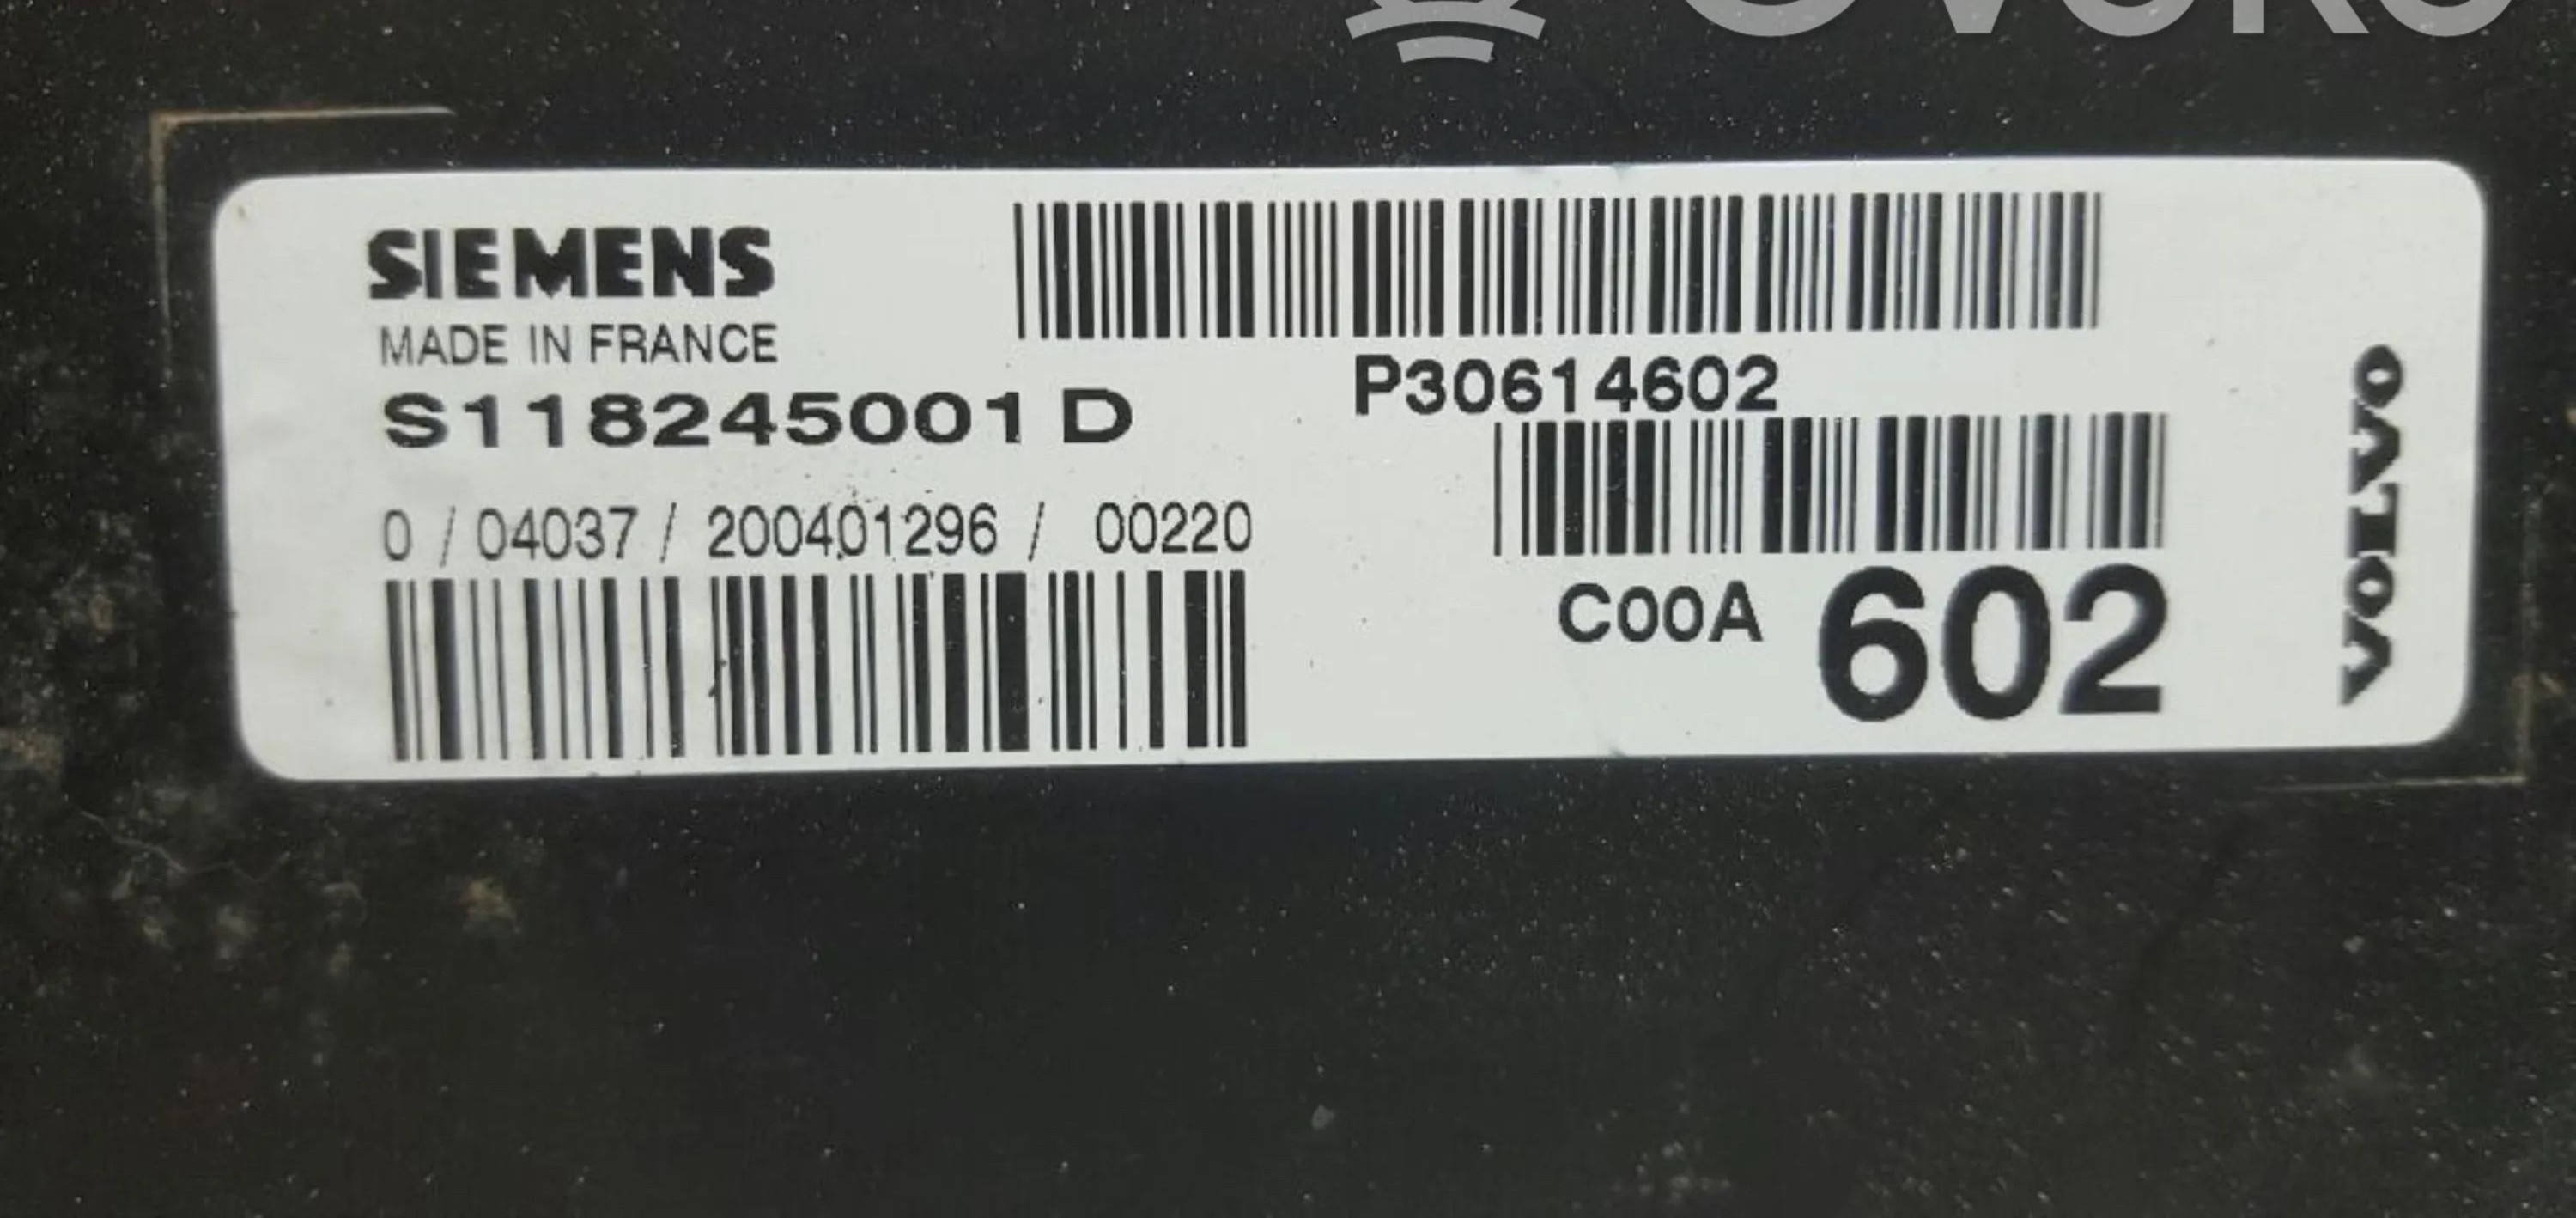 SIEMENS
MADE IN FRANCE
S118245001 D
0 / 04037 / 200401296 / 00220
P30614602
C00A 602
VOLVO